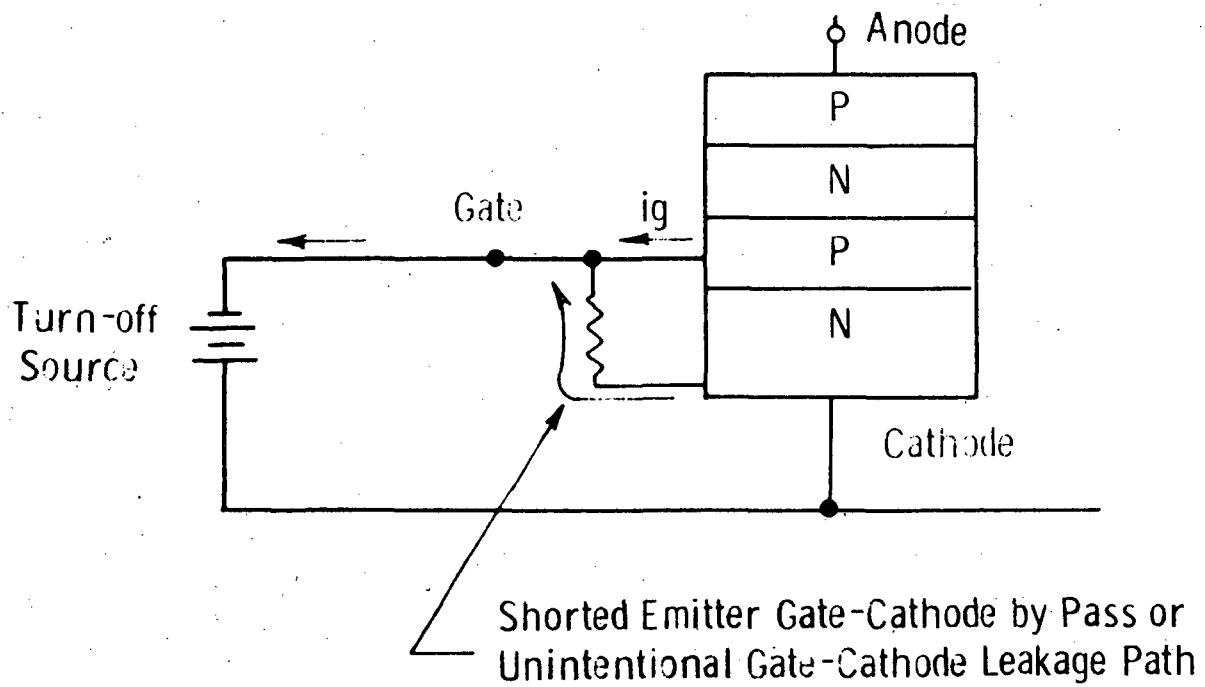 Anode
P
N
Gate
ig
P
Turn-off
Source
N
Cathode
Shorted Emitter Gate-Cathode by Pass or
Unintentional Gate-Cathode Leakage Path